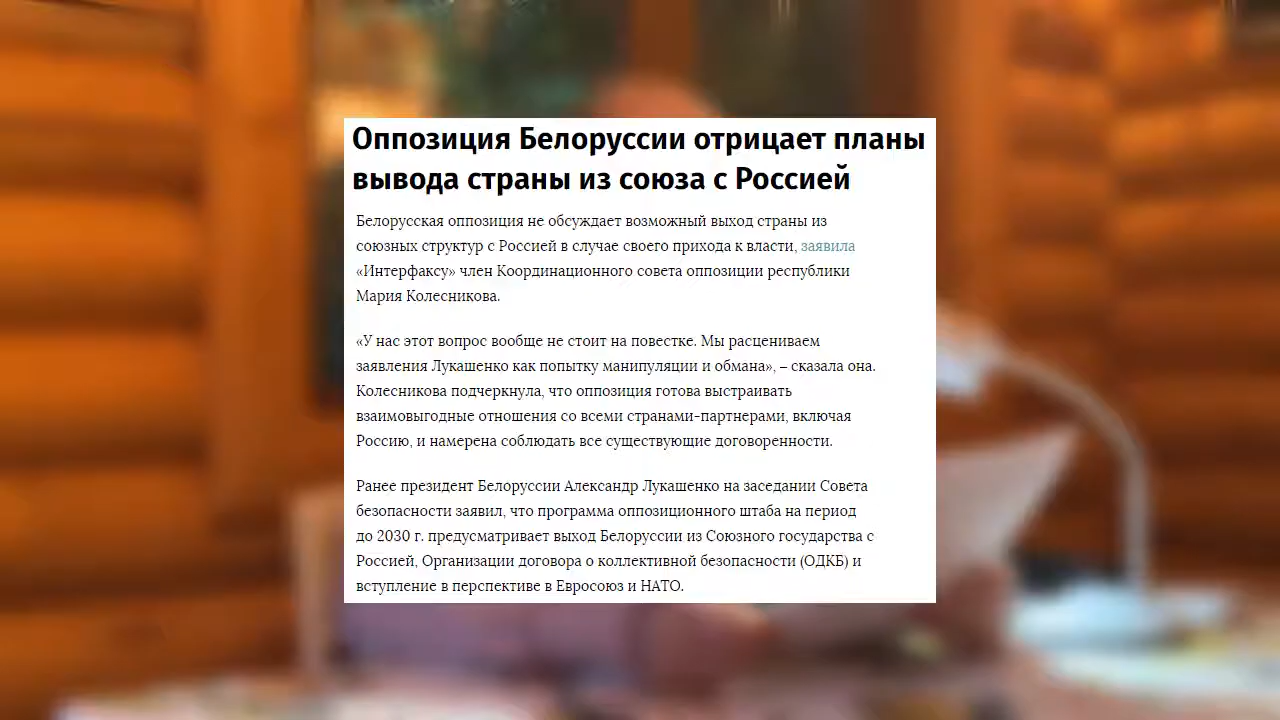 Оппозиция Белоруссии отрицает планы
вывода страны из союза с Россией
Белорусская оппозиция не обсуждает возможный выход страны из
союзных структур с Россией в случае своего прихода к власти, заявила
«Интерфаксу» член Координационного совета оппозиции республики
Мария Колесникова.
«У нас этот вопрос вообще не стоит на повестке. Мы расцениваем
заявления Лукашенко как попытку манипуляции и обмана», – сказала она.
Колесникова подчеркнула, что оппозиция готова выстраивать
взаимовыгодные отношения со всеми странами-партнерами, включая
Россию, и намерена соблюдать все существующие договоренности.
Ранее президент Белоруссии Александр Лукашенко на заседании Совета
безопасности заявил, что программа оппозиционного штаба на период
до 2030 г. предусматривает выход Белоруссии из Союзного государства с
Россией, Организации договора о коллективной безопасности (ОДКБ) и
вступление в перспективе в Евросоюз и НАТО.